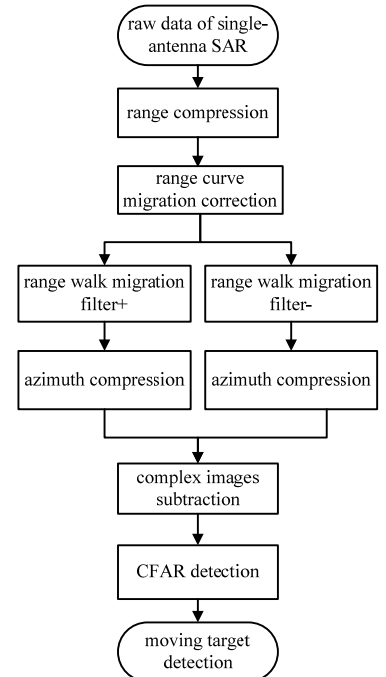 raw data of single-
antenna SAR
range compression
range curve
migration correction
range walk migration
filter+
range walk migration
filter-
azimuth compression
azimuth compression
complex images
subtraction
CFAR detection
moving target
detection